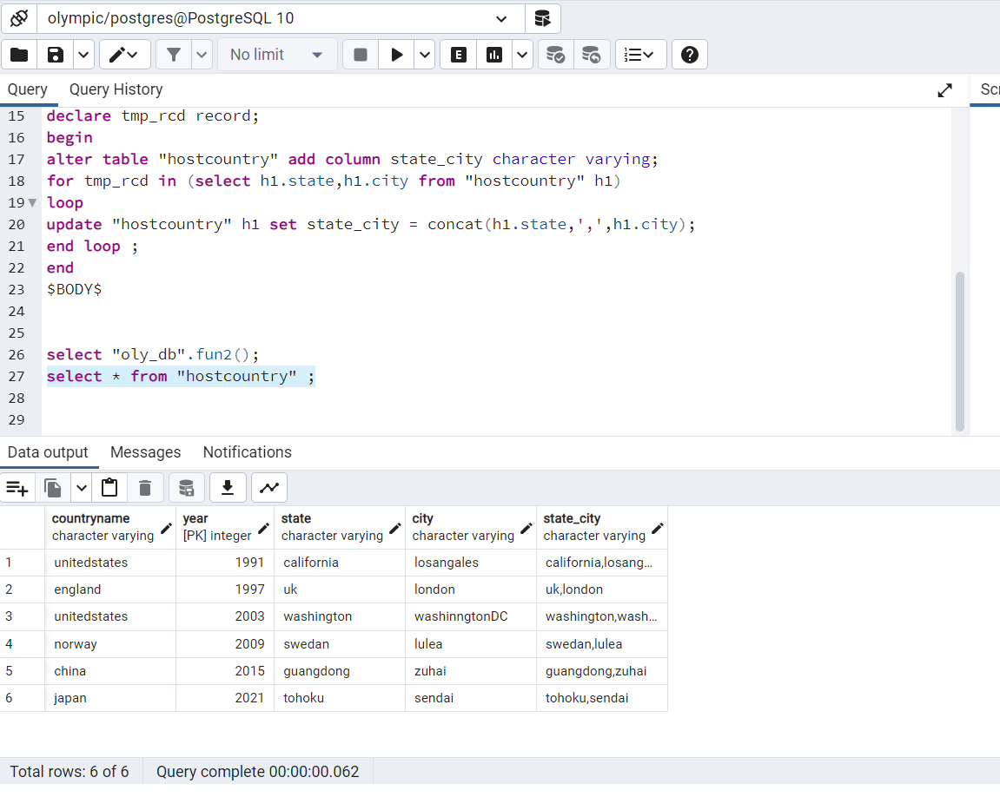 olympic/postgres@PostgreSQL 10
No limit
E
?
Query Query History
Sc
15 declare tmp_rcd record;
16 begin
17 alter table "hostcountry" add column state_city character varying;
18 for tmp_rcd in (select h1.state,h1.city from "hostcountry" h1)
19 loop
20 update "hostcountry" h1 set state_city = concat(h1.state,',',h1.city);
21 end loop ;
22 end
23 $BODY$
24
25
26 select "oly_db".fun2();
27 select * from "hostcountry" ;
28
29
Data output Messages Notifications
countryname year state city state_city
character varying [PK] integer character varying character varying character varying
1 unitedstates 1991 california losangales california,losang...
2 england 1997 uk london uk,london
3 unitedstates 2003 washington washinngtonDC washington,wash...
4 norway 2009 swedan lulea swedan,lulea
5 china 2015 guangdong zuhai guangdong,zuhai
6 japan 2021 tohoku sendai tohoku,sendai
Total rows: 6 of 6 Query complete 00:00:00.062